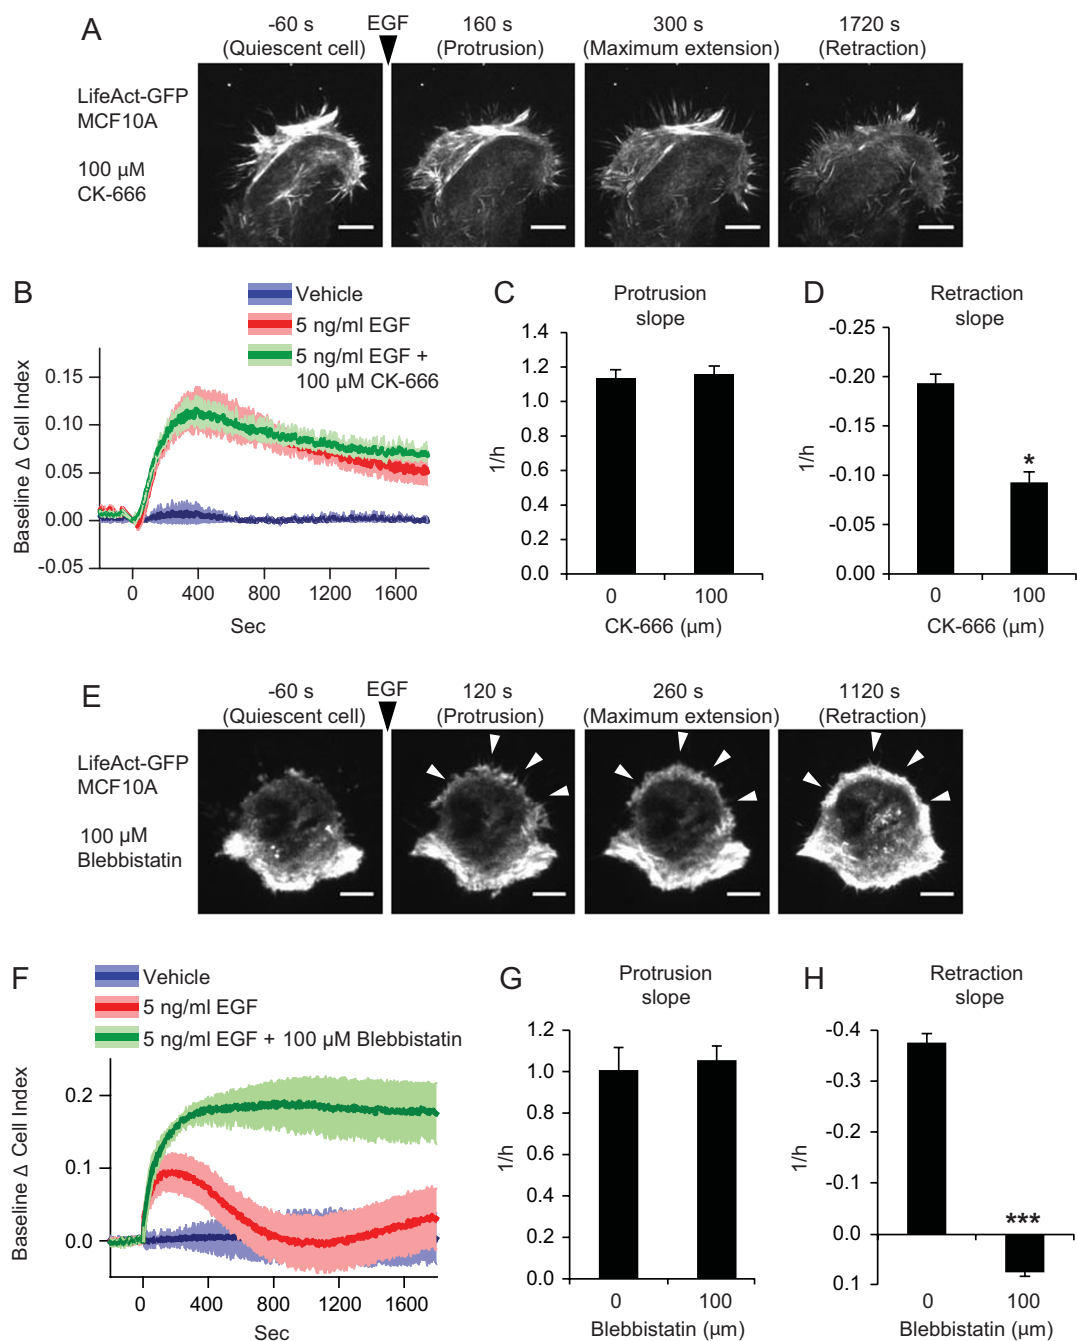 A
-60 s
(Quiescent cell)
EGF
160 s
(Protrusion)
300 s
(Maximum extension)
1720 s
(Retraction)
LifeAct-GFP
MCF10A
100 µM
CK-666
B
Vehicle
5 ng/ml EGF
5 ng/ml EGF +
100 µM CK-666
Baseline Δ Cell Index
0.15
0.10
0.05
0.00
-0.05
0
400
800
1200
1600
Sec
C
Protrusion
slope
1/h
1.4
1.2
1.0
0.8
0.6
0.4
0.2
0.0
0
100
CK-666 (µm)
D
Retraction
slope
1/h
-0.25
-0.20
-0.15
-0.10
-0.05
0.00
*
0
100
CK-666 (µm)
E
-60 s
(Quiescent cell)
EGF
120 s
(Protrusion)
260 s
(Maximum extension)
1120 s
(Retraction)
LifeAct-GFP
MCF10A
100 µM
Blebbistatin
F
Vehicle
5 ng/ml EGF
5 ng/ml EGF + 100 µM Blebbistatin
Baseline Δ Cell Index
0.2
0.1
0.0
0
400
800
1200
1600
Sec
G
Protrusion
slope
1/h
1.2
1.0
0.8
0.6
0.4
0.2
0.0
0
100
Blebbistatin (µm)
H
Retraction
slope
1/h
-0.4
-0.3
-0.4
-0.2
-0.1
0.0
0.1
***
0
100
Blebbistatin (µm)